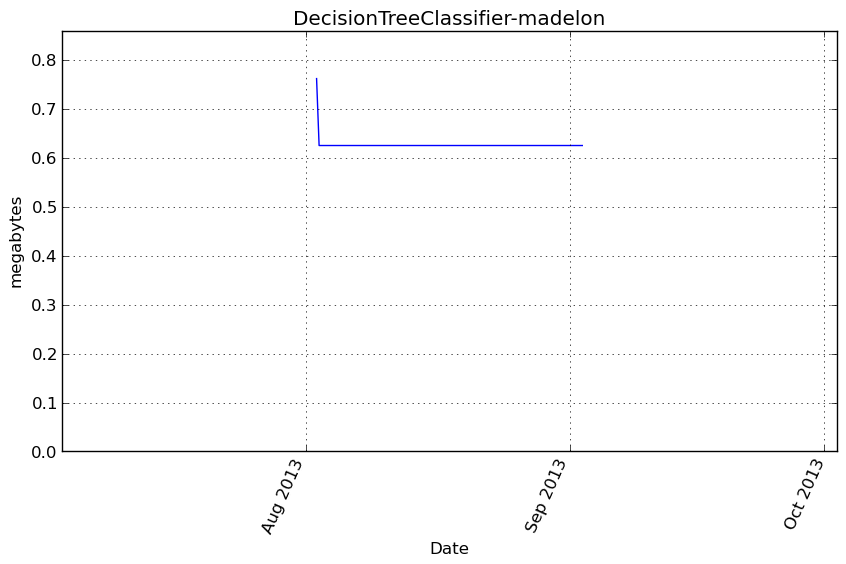 DecisionTreeClassifier-madelon
0.8
0.7
0.6
0.5
0.4
0.3
0.2
0.1
0.0
megabytes
Aug 2013
Sep 2013
Oct 2013
Date